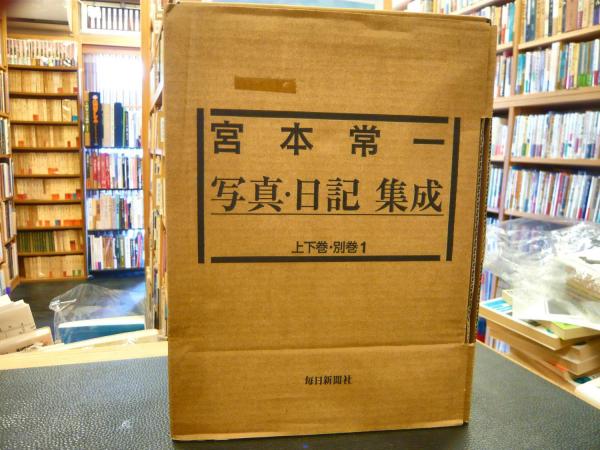 宮本常一
写真·日記 集成
上下巻·別巻1
毎日新聞社